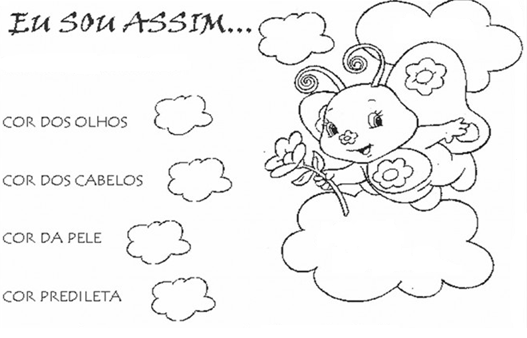 EU SOU ASSIM...
COR DOS OLHOS
COR DOS CABELOS
COR DA PELE
COR PREDILETA